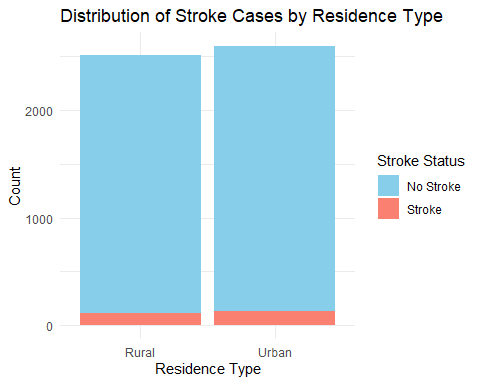 Distribution of Stroke Cases by Residence Type
2000
1000
0
Count
Rural
Urban
Residence Type
Stroke Status
No Stroke
Stroke